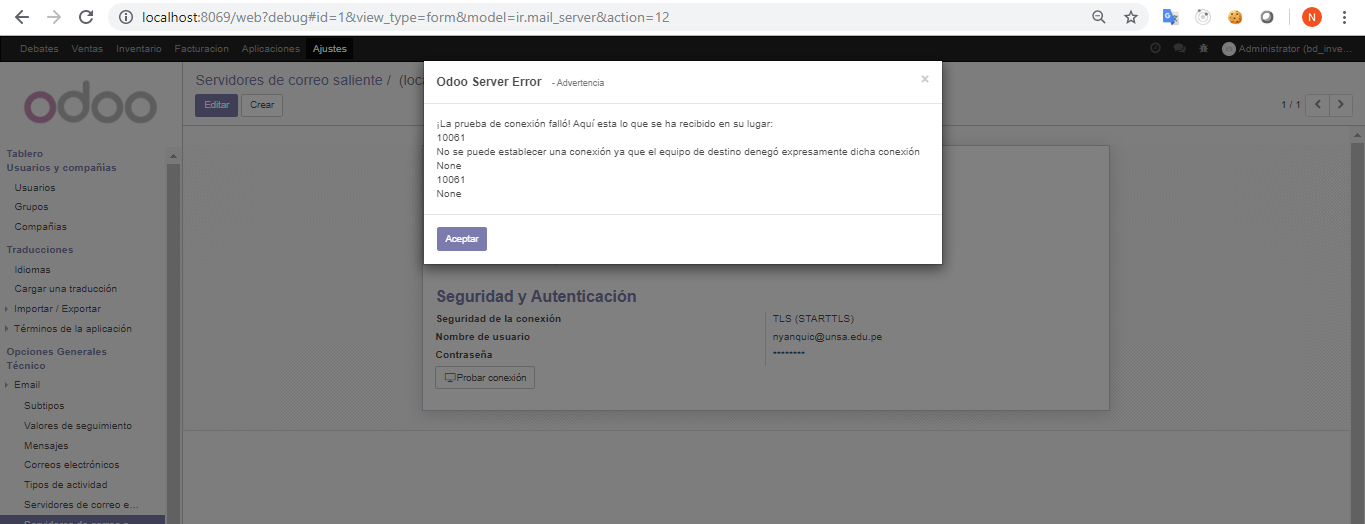 localhost:8069/web?debug#id=1&view_type=form&model=ir.mail_server&action=12
N
Debates Ventas Inventario Facturacion Aplicaciones Ajustes
Administrator (bd_inve...
odoo
Servidores de correo saliente / (loca
Editar Crear
1 / 1
Odoo Server Error - Advertencia
×
¡La prueba de conexión falló! Aquí esta lo que se ha recibido en su lugar:
10061
No se puede establecer una conexión ya que el equipo de destino denegó expresamente dicha conexión
None
10061
None
Aceptar
Tablero
Usuarios y compañías
Usuarios
Grupos
Compañias
Traducciones
Idiomas
Cargar una traducción
Importar / Exportar
Términos de la aplicación
Opciones Generales
Técnico
Email
Subtipos
Valores de seguimiento
Mensajes
Correos electrónicos
Tipos de actividad
Servidores de correo e...
Seguridad y Autenticación
Seguridad de la conexión TLS (STARTTLS)
Nombre de usuario nyanquic@unsa.edu.pe
Contraseña ********
Probar conexión